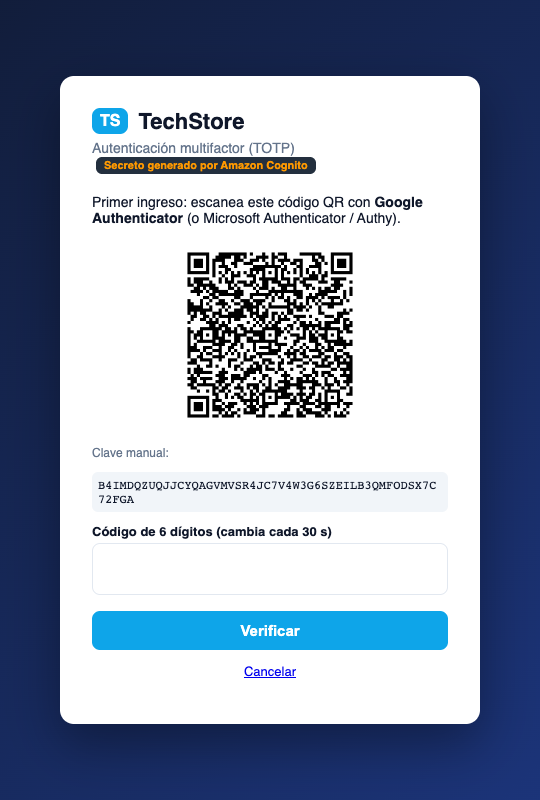 TS TechStore
Autenticación multifactor (TOTP)
Secreto generado por Amazon Cognito
Primer ingreso: escanea este código QR con Google
Authenticator (o Microsoft Authenticator / Authy).
Clave manual:
B4IMDQZUQJJCYQAGVMVSR4JC7V4W3G6SZEILB3QMFODSX7C
72FGA
Código de 6 dígitos (cambia cada 30 s)
Verificar
Cancelar